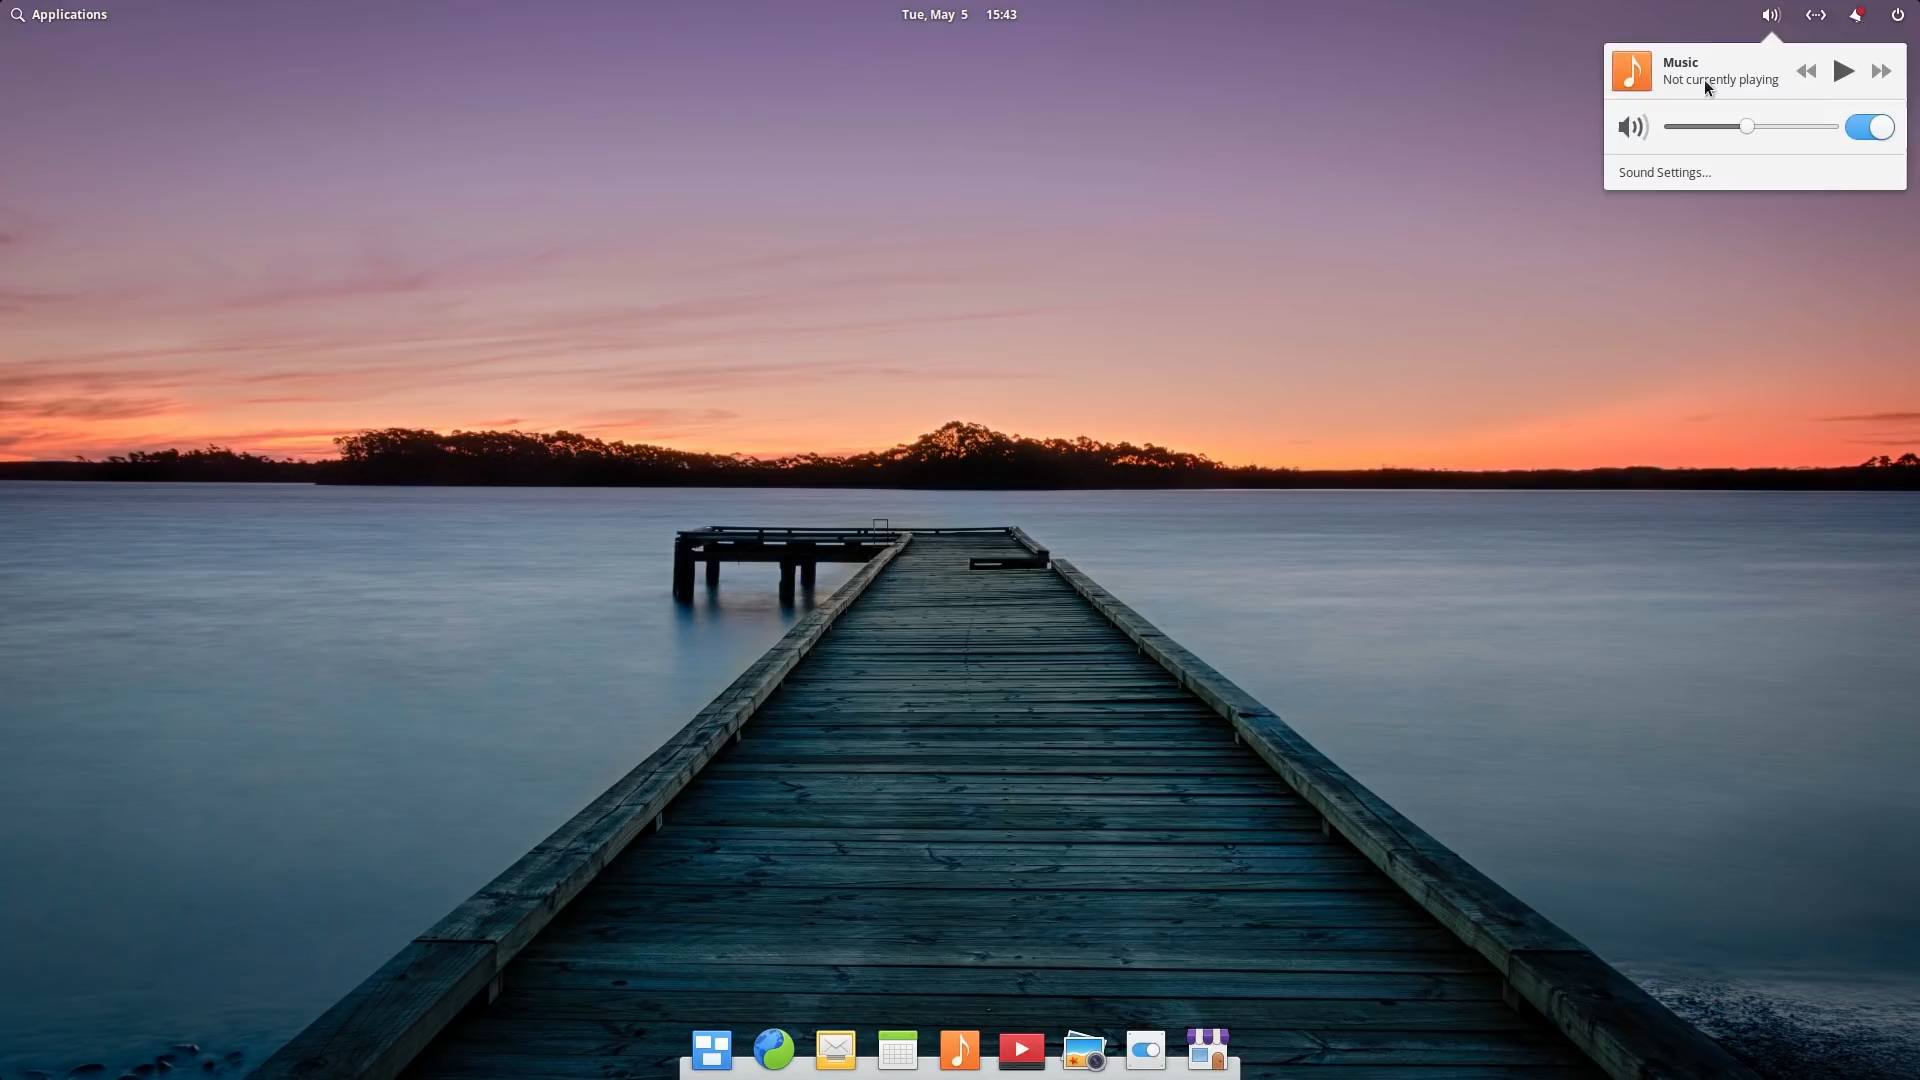 Applications
Tue, May  5  15:43
Music
Not currently playing
Sound Settings...